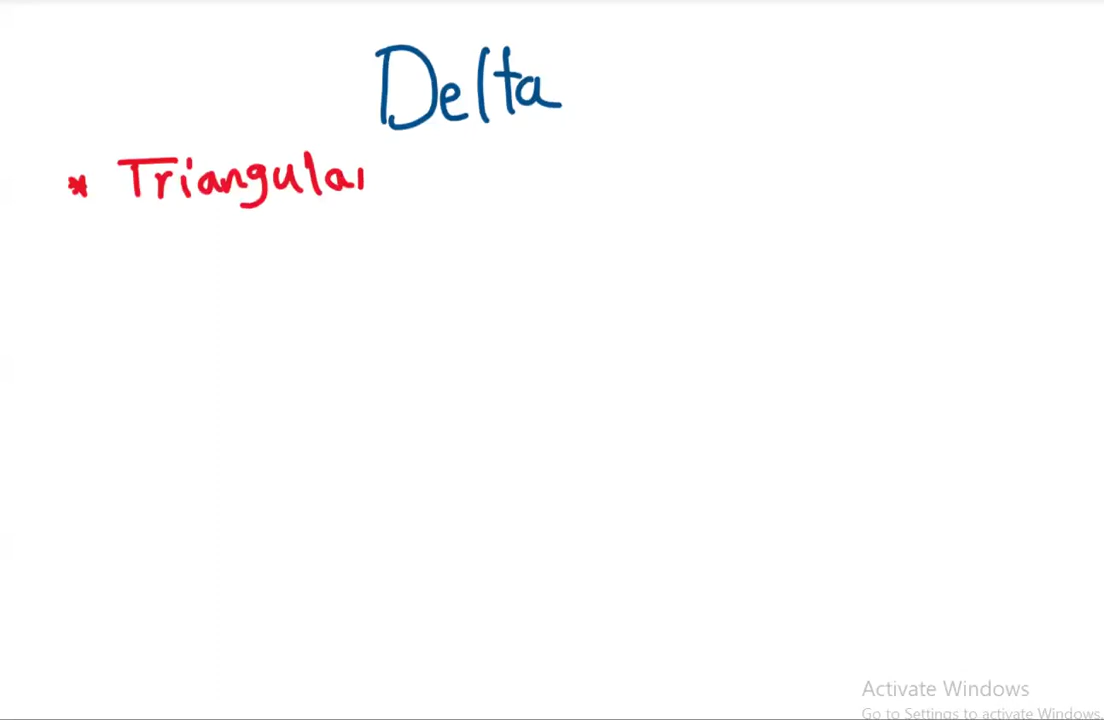 Delta
* Triangular
Activate Windows
Go to Settings to activate Windows.